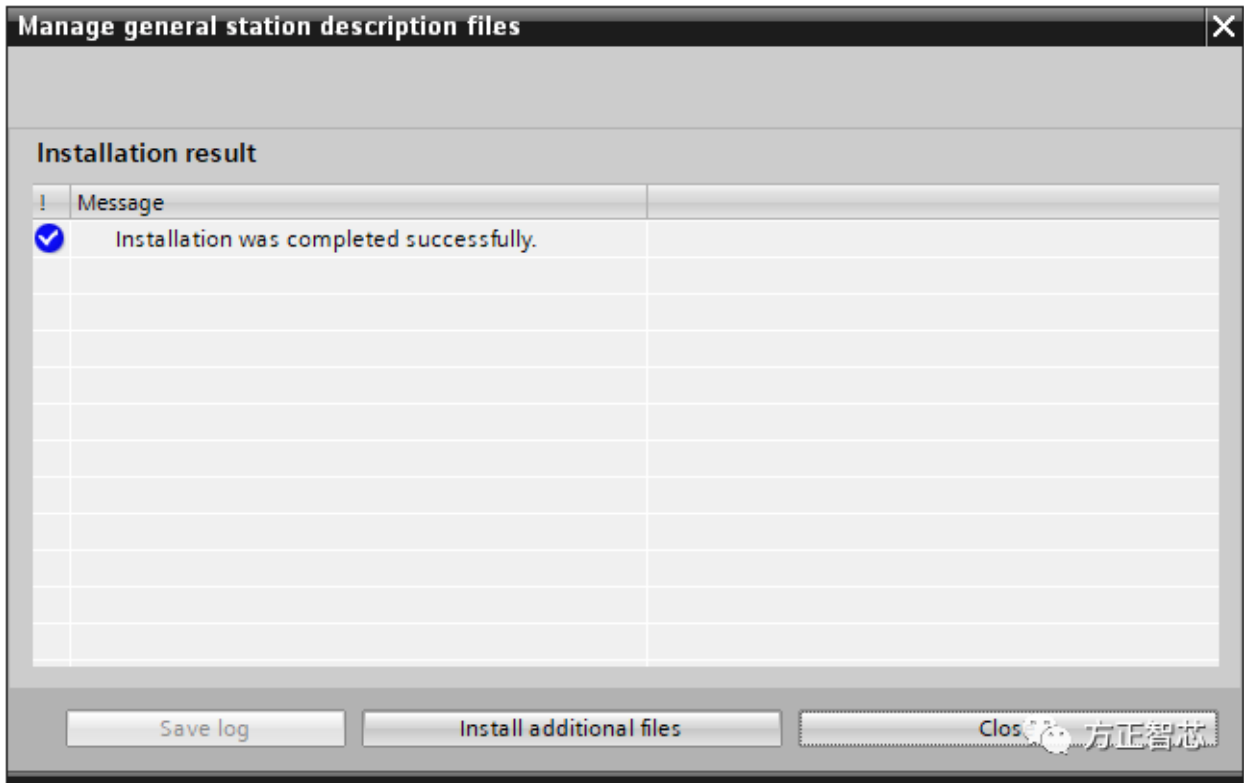 Manage general station description files
Installation result
! Message
Installation was completed successfully.
Save log
Install additional files
Clos
方正智芯